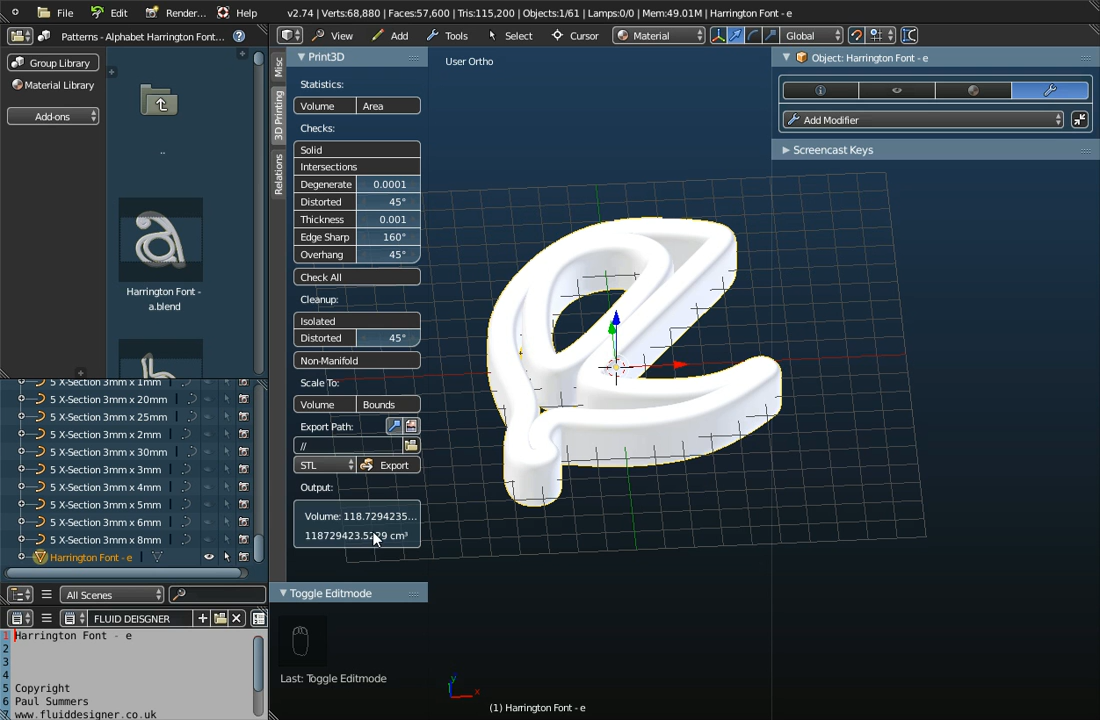 File Edit Render... Help v2.74 | Verts:68,880 | Faces:57,600 | Tris:115,200 | Objects:1/61 | Lamps:0/0 | Mem:49.01M | Harrington Font - e
Patterns - Alphabet Harrington Font...
View Add Tools Select Cursor Material Global
Group Library
Material Library
Add-ons
..
Harrington Font -
a.blend
5 X-Section 3mm x 1mm
5 X-Section 3mm x 20mm
5 X-Section 3mm x 25mm
5 X-Section 3mm x 2mm
5 X-Section 3mm x 30mm
5 X-Section 3mm x 3mm
5 X-Section 3mm x 4mm
5 X-Section 3mm x 5mm
5 X-Section 3mm x 6mm
5 X-Section 3mm x 8mm
Harrington Font - e
All Scenes
FLUID DEISGNER
1 Harrington Font - e
2
3
4
5 Copyright
6 Paul Summers
7 www.fluiddesigner.co.uk
Misc
3D Printing
Relations
Print3D
Statistics:
Volume Area
Checks:
Solid
Intersections
Degenerate 0.0001
Distorted 45°
Thickness 0.001
Edge Sharp 160°
Overhang 45°
Check All
Cleanup:
Isolated
Distorted 45°
Non-Manifold
Scale To:
Volume Bounds
Export Path:
//
STL Export
Output:
Volume: 118.7294235...
cm³
Toggle Editmode
Last: Toggle Editmode
User Ortho
y
x
(1) Harrington Font - e
Object: Harrington Font - e
Add Modifier
Screencast Keys